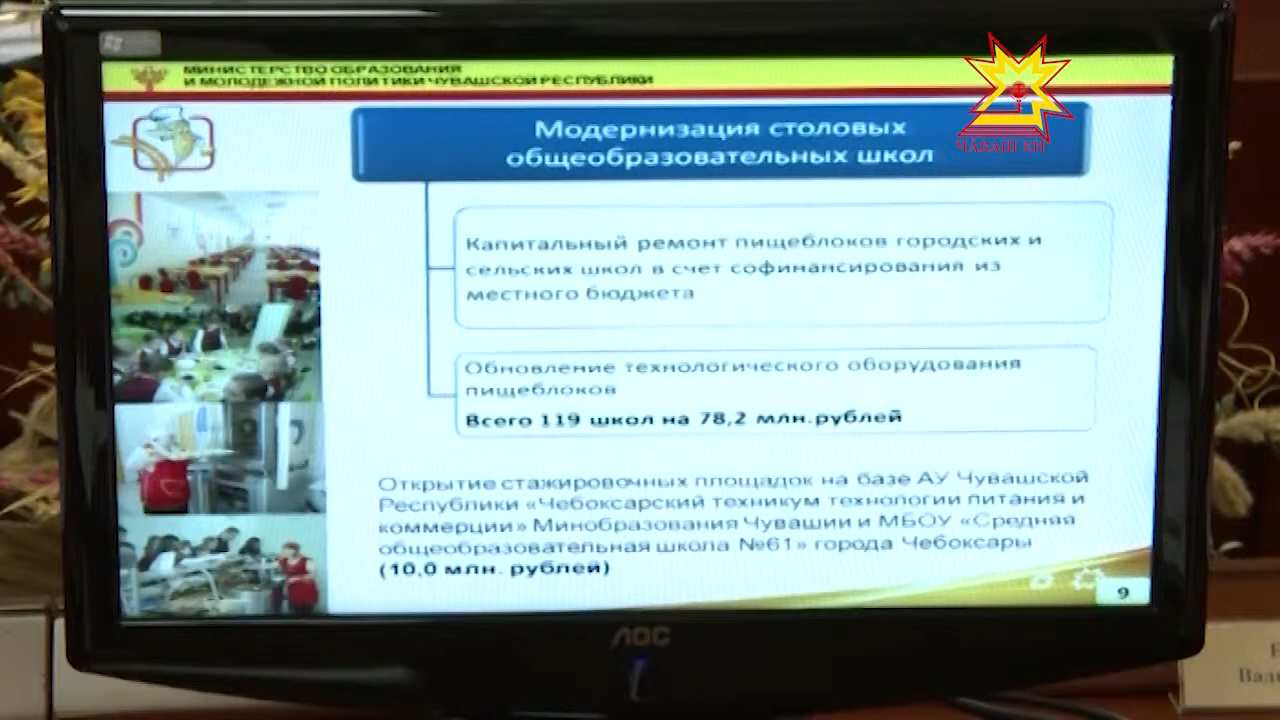 МИНИСТЕРСТВО ОБРАЗОВАНИЯ
И МОЛОДЕЖНОЙ ПОЛИТИКИ ЧУВАШСКОЙ РЕСПУБЛИКИ
ЧӐВАШ ЕН
Модернизация столовых
общеобразовательных школ
Капитальный ремонт пищеблоков городских и
сельских школ в счет софинансирования из
местного бюджета
Обновление технологического оборудования
пищеблоков
Всего 119 школ на 78,2 млн.рублей
Открытие стажировочных площадок на базе АУ Чувашской
Республики «Чебоксарский техникум технологии питания и
коммерции» Минобразования Чувашии и МБОУ «Средняя
общеобразовательная школа №61» города Чебоксары
(10,0 млн. рублей)
9
AOC